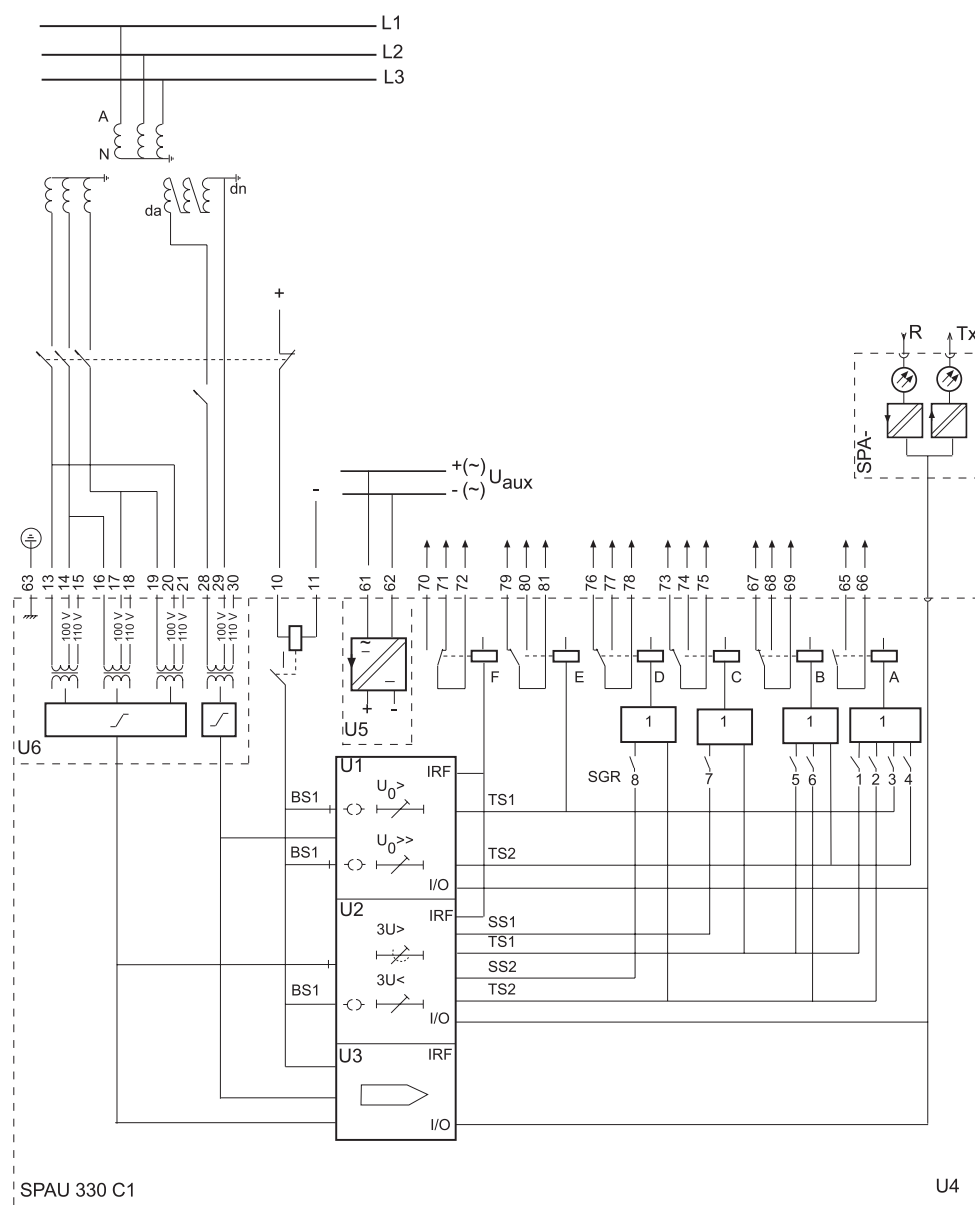 L1
L2
L3
A
N
da
dn
+
R
Tx
SPA-
+(~)
- (~)
Uaux
-
63
13
14
15
16
17
18
19
20
21
28
29
30
10
11
61
62
70
71
72
79
80
81
76
77
78
73
74
75
67
68
69
65
66
100 V
110 V
100 V
110 V
100 V
110 V
100 V
110 V
~
F
E
D
C
B
A
+
-
U6
U5
1
1
1
1
SGR
8
7
5
6
1
2
3
4
U1
IRF
BS1
U0>
TS1
U0>>
BS1
TS2
I/O
U2
IRF
SS1
3U>
TS1
SS2
3U<
BS1
TS2
I/O
U3
IRF
I/O
SPAU 330 C1
U4